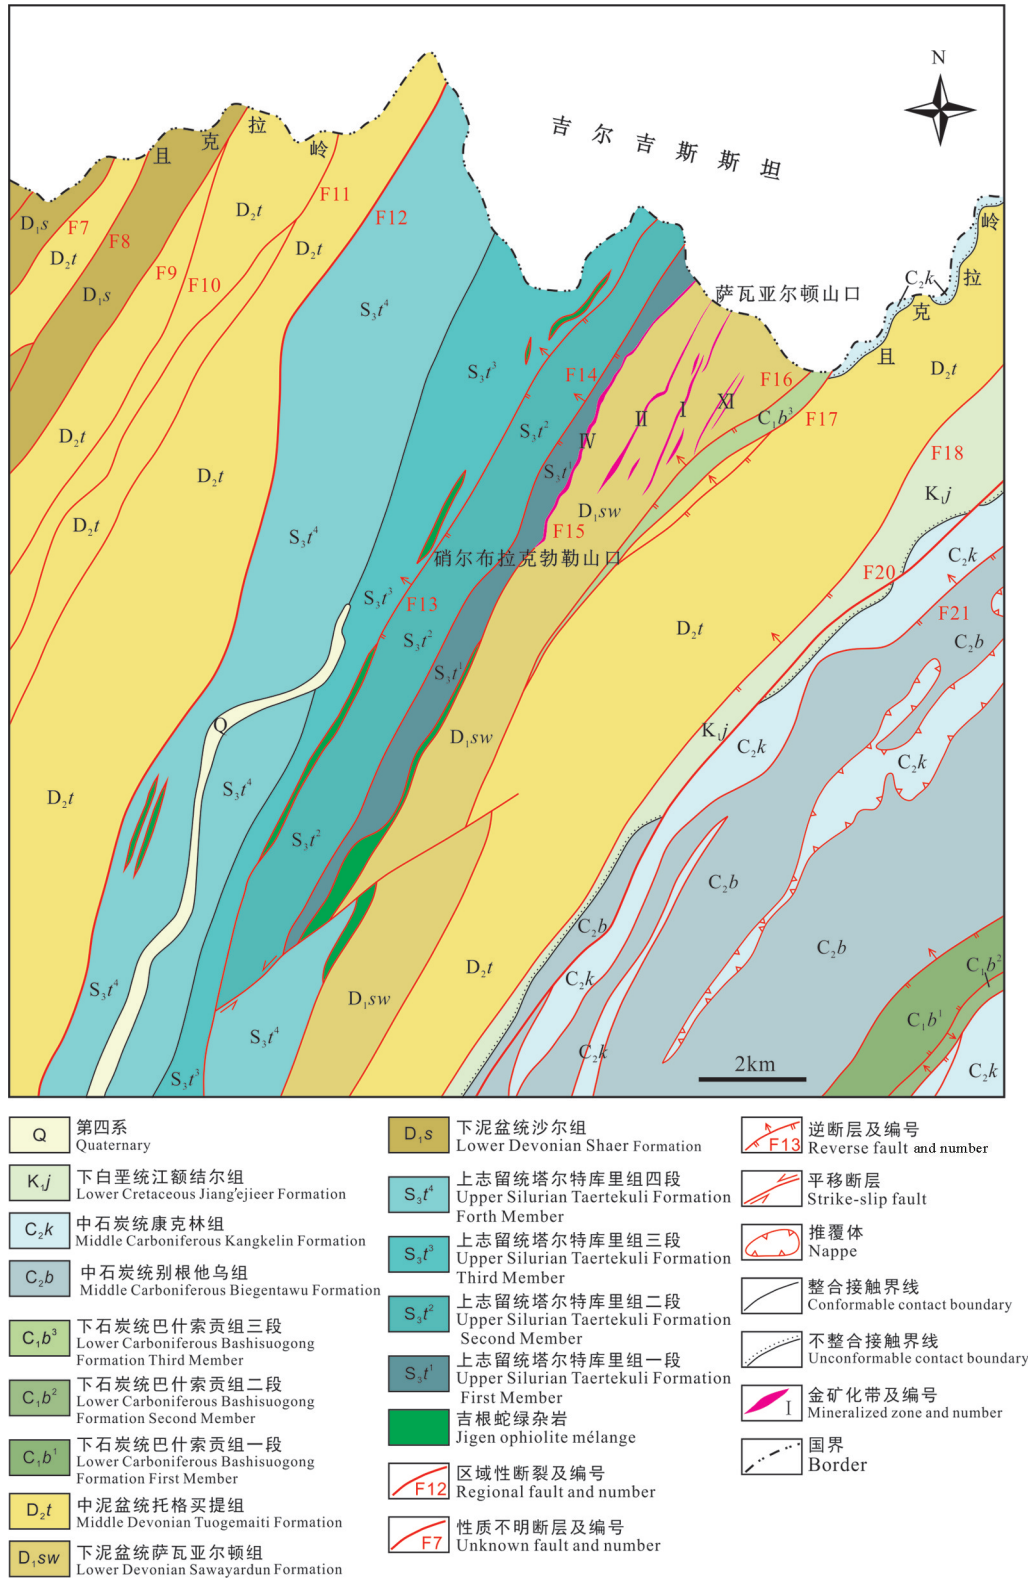 N
吉尔吉斯斯坦
且克拉岭
萨瓦亚尔顿山口
且克拉岭
硝尔布拉克勃勒山口
D₁s
F7
D₂t
F8
D₁s
F9
F10
D₂t
F11
D₂t
F12
S₃t⁴
S₃t³
S₃t²
F14
F16
C₁b³
F17
C₂k
D₂t
F18
K₁j
II
I
XI
IV
S₃t¹
D₁sw
F15
D₂t
D₂t
D₂t
S₃t⁴
S₃t³
F13
S₃t²
S₃t¹
D₂t
F20
C₂k
F21
C₂b
Q
D₁sw
K₁j
C₂k
C₂k
D₂t
S₃t⁴
S₃t²
C₂b
C₂b
C₂b
D₂t
C₂k
C₁b²
C₁b¹
S₃t⁴
D₁sw
S₃t⁴
S₃t³
C₂k
C₂k
2km
Q
第四系
Quaternary
K₁j
下白垩统江额结尔组
Lower Cretaceous Jiang'ejieer Formation
C₂k
中石炭统康克林组
Middle Carboniferous Kangkelin Formation
C₂b
中石炭统别根他乌组
Middle Carboniferous Biegentawu Formation
C₁b³
下石炭统巴什索贡组三段
Lower Carboniferous Bashisuogong
Formation Third Member
C₁b²
下石炭统巴什索贡组二段
Lower Carboniferous Bashisuogong
Formation Second Member
C₁b¹
下石炭统巴什索贡组一段
Lower Carboniferous Bashisuogong
Formation First Member
D₂t
中泥盆统托格买提组
Middle Devonian Tuogemaiti Formation
D₁sw
下泥盆统萨瓦亚尔顿组
Lower Devonian Sawayardun Formation
D₁s
下泥盆统沙尔组
Lower Devonian Shaer Formation
S₃t⁴
上志留统塔尔特库里组四段
Upper Silurian Taertekuli Formation
Forth Member
S₃t³
上志留统塔尔特库里组三段
Upper Silurian Taertekuli Formation
Third Member
S₃t²
上志留统塔尔特库里组二段
Upper Silurian Taertekuli Formation
Second Member
S₃t¹
上志留统塔尔特库里组一段
Upper Silurian Taertekuli Formation
First Member
吉根蛇绿杂岩
Jigen ophiolite mélange
F12
区域性断裂及编号
Regional fault and number
F7
性质不明断层及编号
Unknown fault and number
F13
逆断层及编号
Reverse fault and number
平移断层
Strike-slip fault
推覆体
Nappe
整合接触界线
Conformable contact boundary
不整合接触界线
Unconformable contact boundary
I
金矿化带及编号
Mineralized zone and number
国界
Border